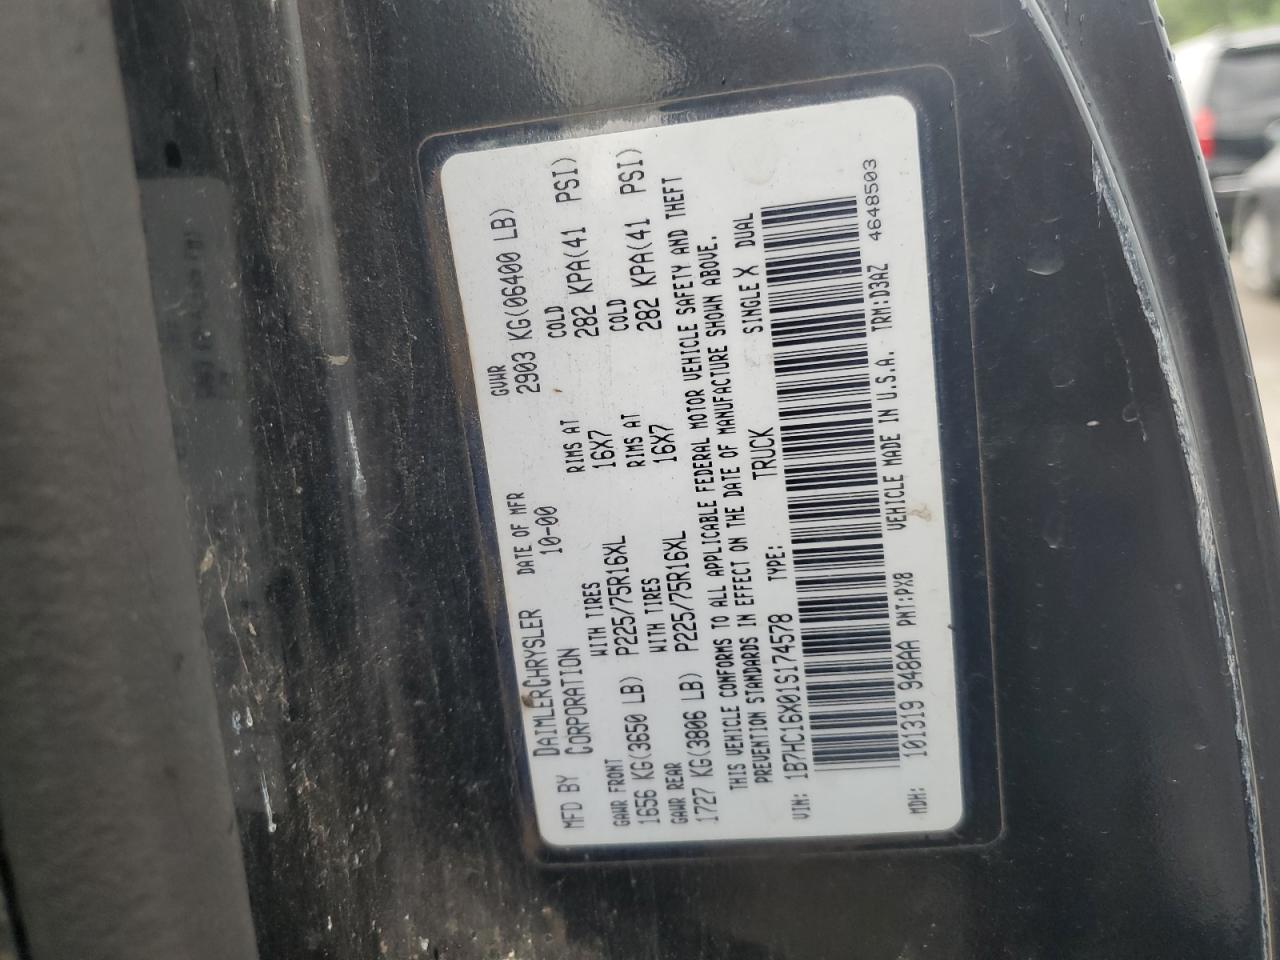 MFD BY DAIMLERCHRYSLER CORPORATION DATE OF MFR 10-00 GVWR 2903 KG(06400 LB)
GAWR FRONT WITH TIRES RIMS AT COLD
1656 KG(3650 LB) P225/75R16XL 16X7 282 KPA(41 PSI)
GAWR REAR WITH TIRES RIMS AT COLD
1727 KG(3806 LB) P225/75R16XL 16X7 282 KPA(41 PSI)
THIS VEHICLE CONFORMS TO ALL APPLICABLE FEDERAL MOTOR VEHICLE SAFETY AND THEFT
PREVENTION STANDARDS IN EFFECT ON THE DATE OF MANUFACTURE SHOWN ABOVE.
VIN: 1B7HC16X01S174578 TYPE: TRUCK SINGLE X DUAL
MDH: 101319 948AA PNT:PX8 VEHICLE MADE IN U.S.A. TRM:D3AZ 4648503